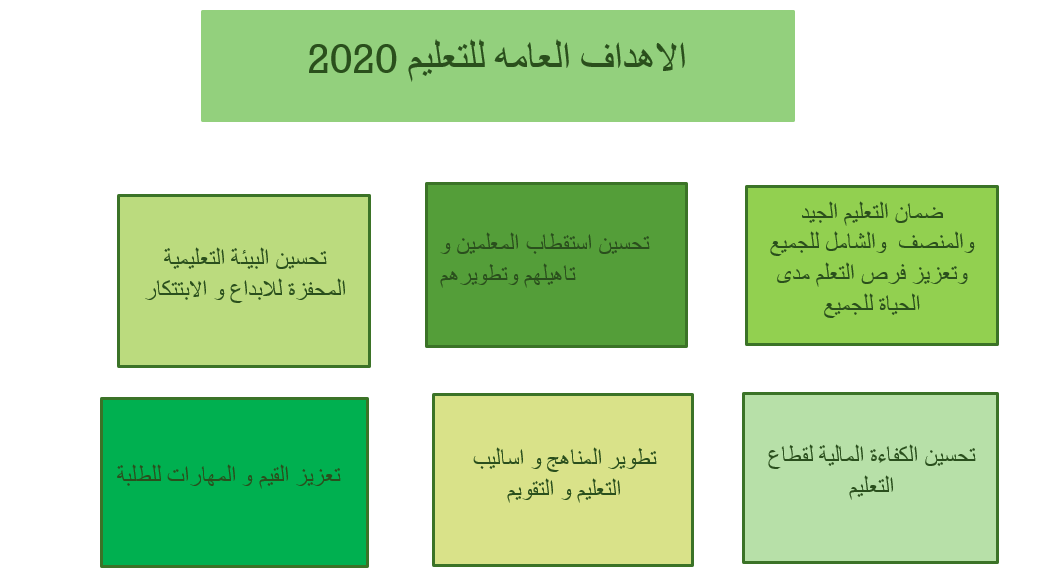 الاهداف العامه للتعليم 2020
ضمان التعليم الجيد
والمنصف والشامل للجميع
وتعزيز فرص التعلم مدى
الحياة للجميع
تحسين استقطاب المعلمين و
تاهيلهم وتطويرهم
تحسين البيئة التعليمية
المحفزة للابداع و الابتتكار
تحسين الكفاءة المالية لقطاع
التعليم
تطوير المناهج و اساليب
التعليم و التقويم
تعزيز القيم و المهارات للطلبة